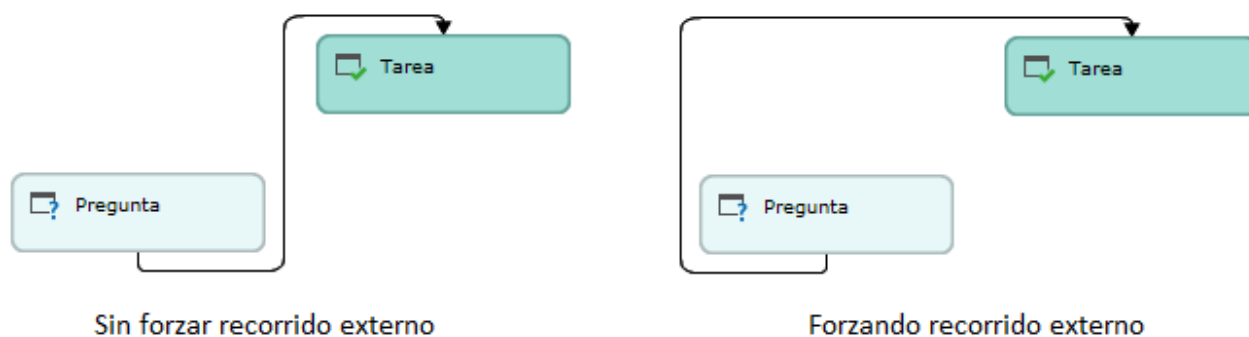 Tarea
Pregunta
Sin forzar recorrido externo
Tarea
Pregunta
Forzando recorrido externo